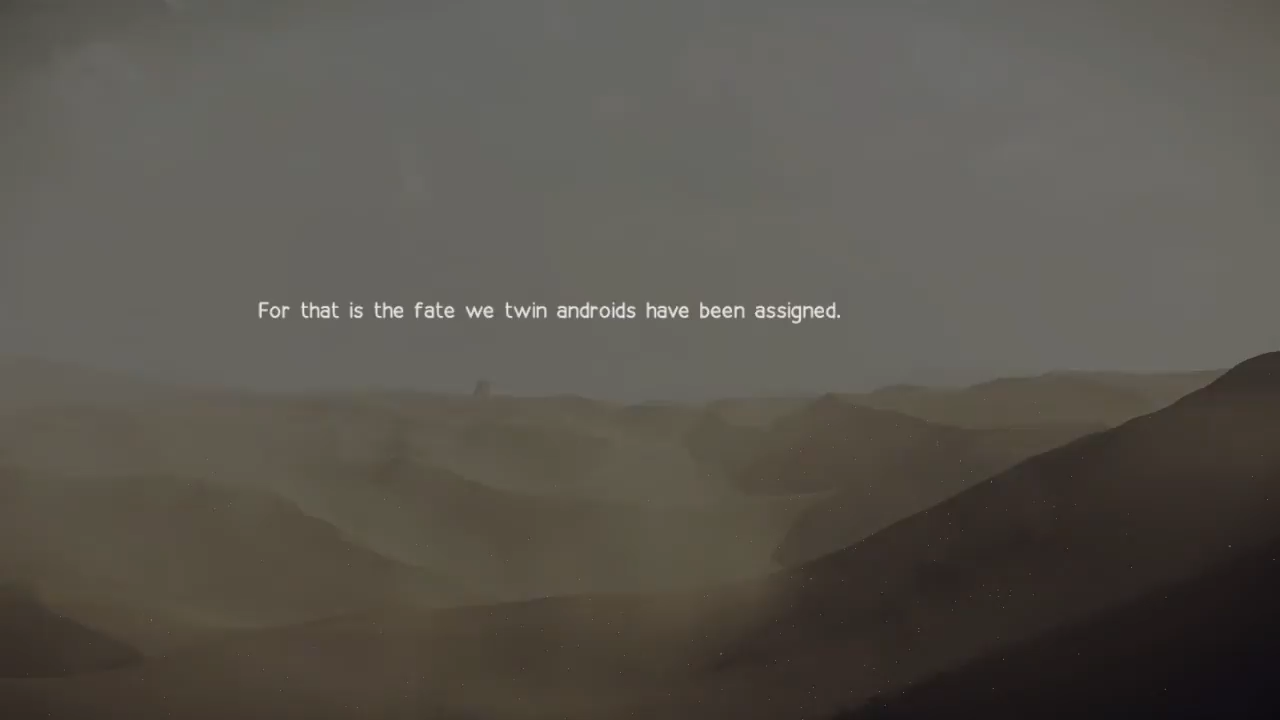 For that is the fate we twin androids have been assigned.